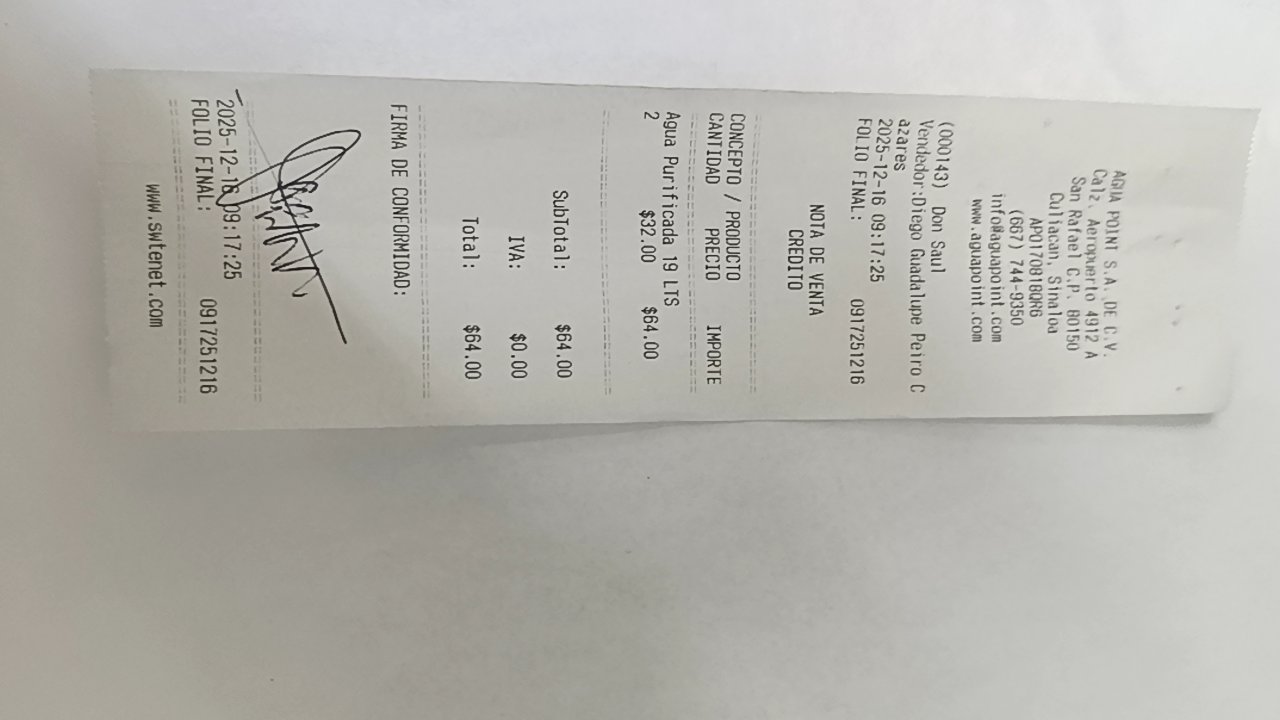 AGUA POINT S.A. DE C.V.
Calz. Aeropuerto 4912 A
San Rafael C.P. 80150
Culiacan, Sinaloa
APO170818QR6
(667) 744-9350
info@aguapoint.com
www.aguapoint.com
(000143) Don Saul
Vendedor:Diego Guadalupe Peiro C
azares
2025-12-16 09:17:25
FOLIO FINAL: 0917251216
NOTA DE VENTA
CREDITO
CONCEPTO / PRODUCTO
CANTIDAD PRECIO IMPORTE
Agua Purificada 19 LTS
2 $32.00 $64.00
SubTotal: $64.00
IVA: $0.00
Total: $64.00
FIRMA DE CONFORMIDAD:
2025-12-16 09:17:25
FOLIO FINAL: 0917251216
www.swtenet.com